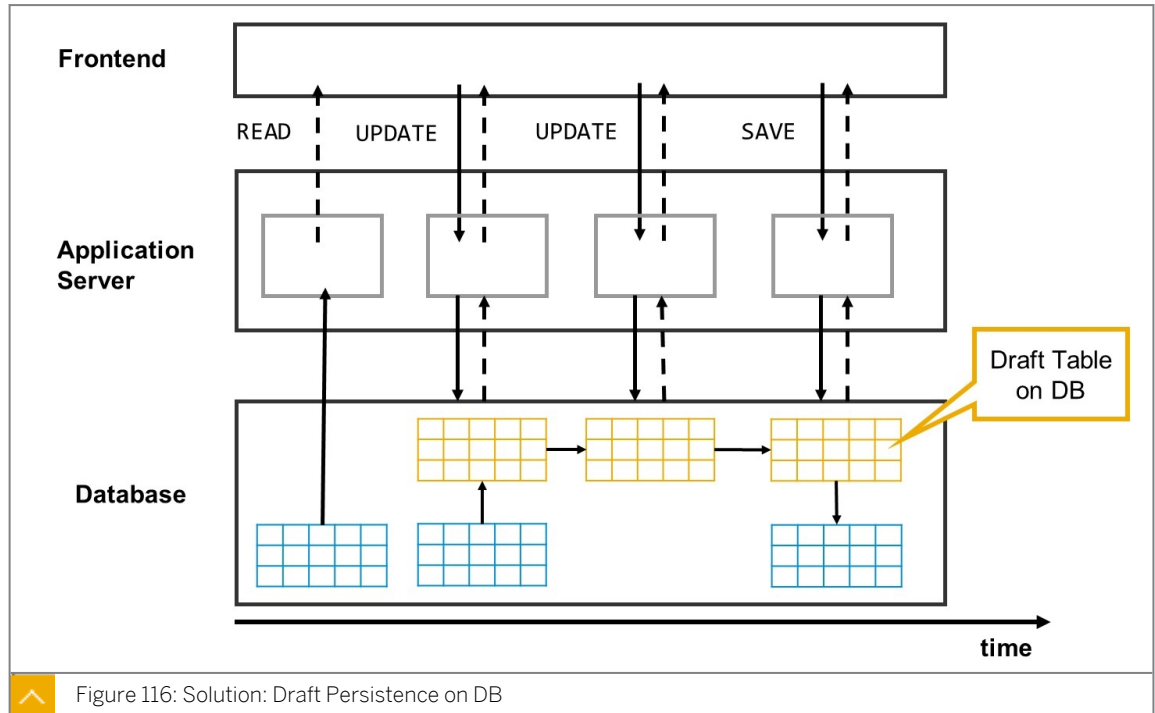 Frontend
READ
UPDATE
UPDATE
SAVE
Application
Server
Draft Table
on DB
Database
time
Figure 116: Solution: Draft Persistence on DB